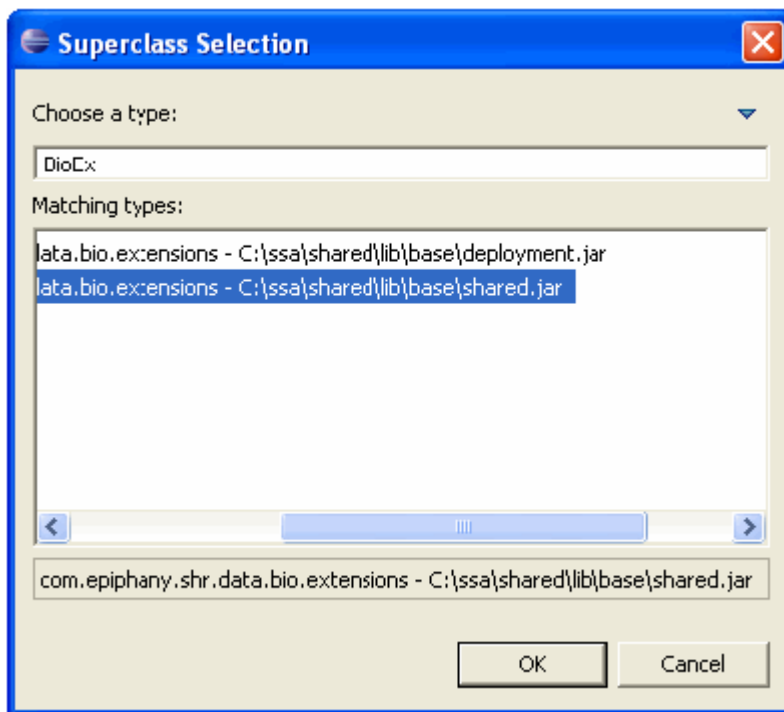 Superclass Selection
Choose a type:
BioEx
Matching types:
lata.bio.extensions - C:\ssa\shared\lib\base\deployment.jar
lata.bio.extensions - C:\ssa\shared\lib\base\shared.jar
com.epiphany.shr.data.bio.extensions - C:\ssa\shared\lib\base\shared.jar
OK Cancel